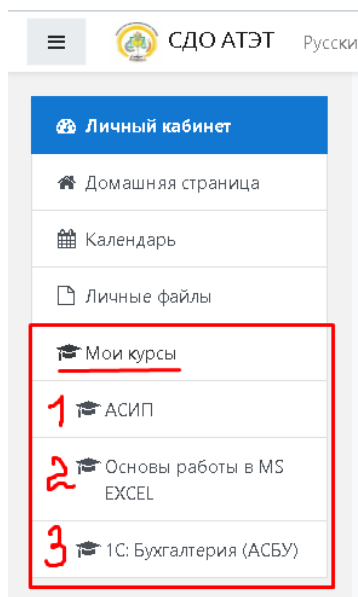 СДО АТЭТ Русски
Личный кабинет
Домашняя страница
Календарь
Личные файлы
Мои курсы
1 АСИП
2 Основы работы в MS
EXCEL
3 1С: Бухгалтерия (АСБУ)